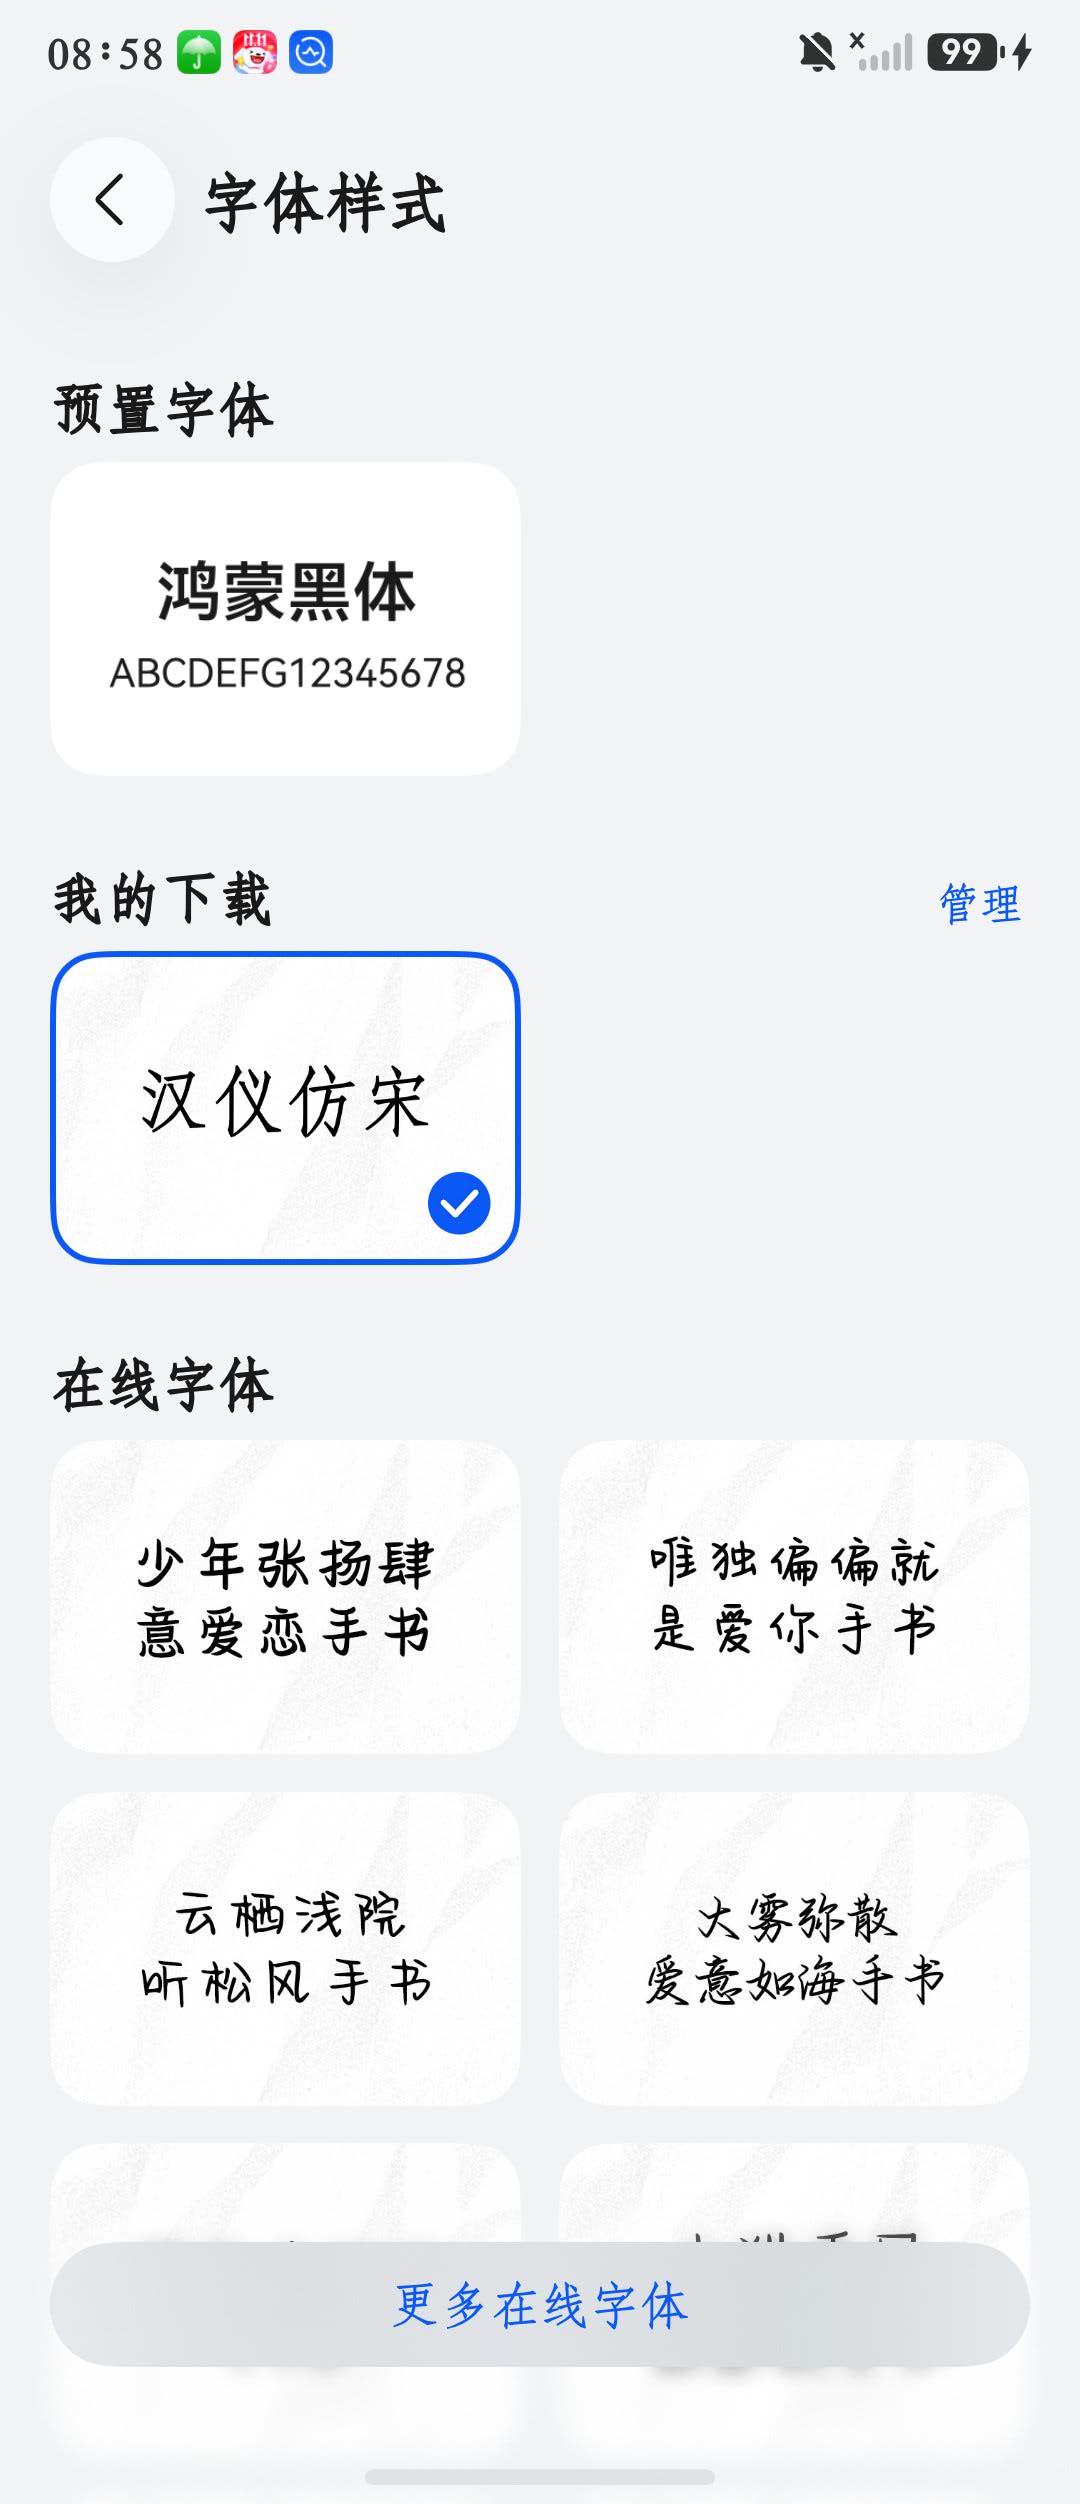 08:58
99
字体样式
预置字体
鸿蒙黑体
ABCDEFG12345678
我的下载
管理
汉仪仿宋
在线字体
少年张扬肆
意爱恋手书
唯独偏偏就
是爱你手书
云栖浅院
听松风手书
大雾弥散
爱意如海手书
更多在线字体